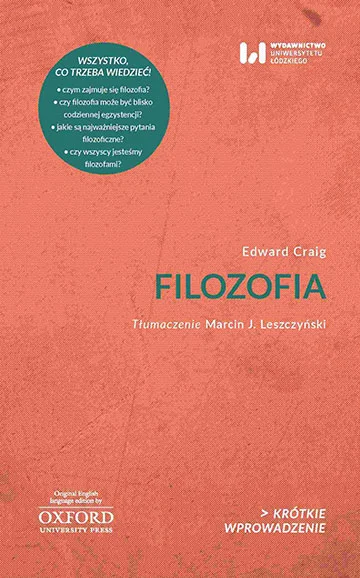 WSZYSTKO,
CO TRZEBA WIEDZIEĆ!
• czym zajmuje się filozofia?
• czy filozofia może być blisko
codziennej egzystencji?
• jakie są najważniejsze pytania
filozoficzne?
• czy wszyscy jesteśmy
filozofami?
WYDAWNICTWO
UNIWERSYTETU
ŁÓDZKIEGO
Edward Craig
FILOZOFIA
Tłumaczenie Marcin J. Leszczyński
Original English
language edition by
OXFORD
UNIVERSITY PRESS
> KRÓTKIE
WPROWADZENIE